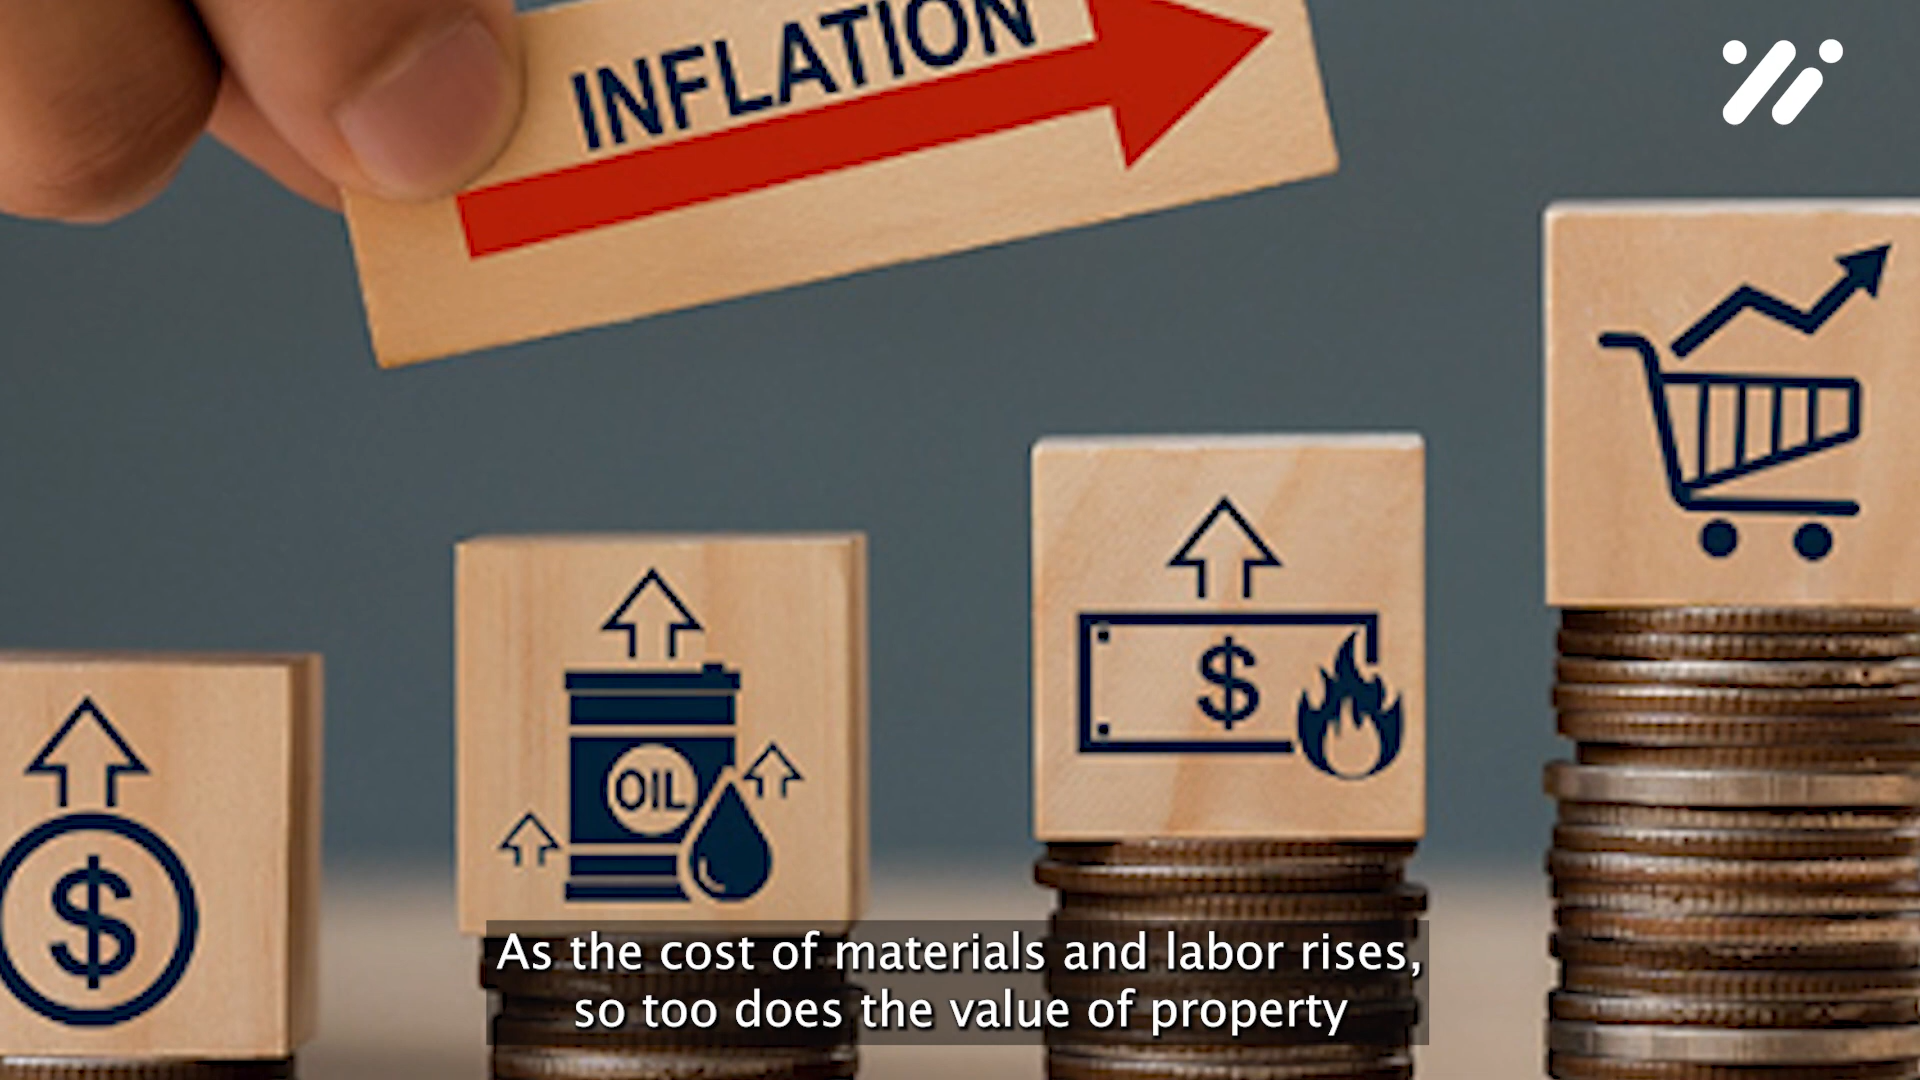 INFLATION
$
OIL
$
As the cost of materials and labor rises,
so too does the value of property